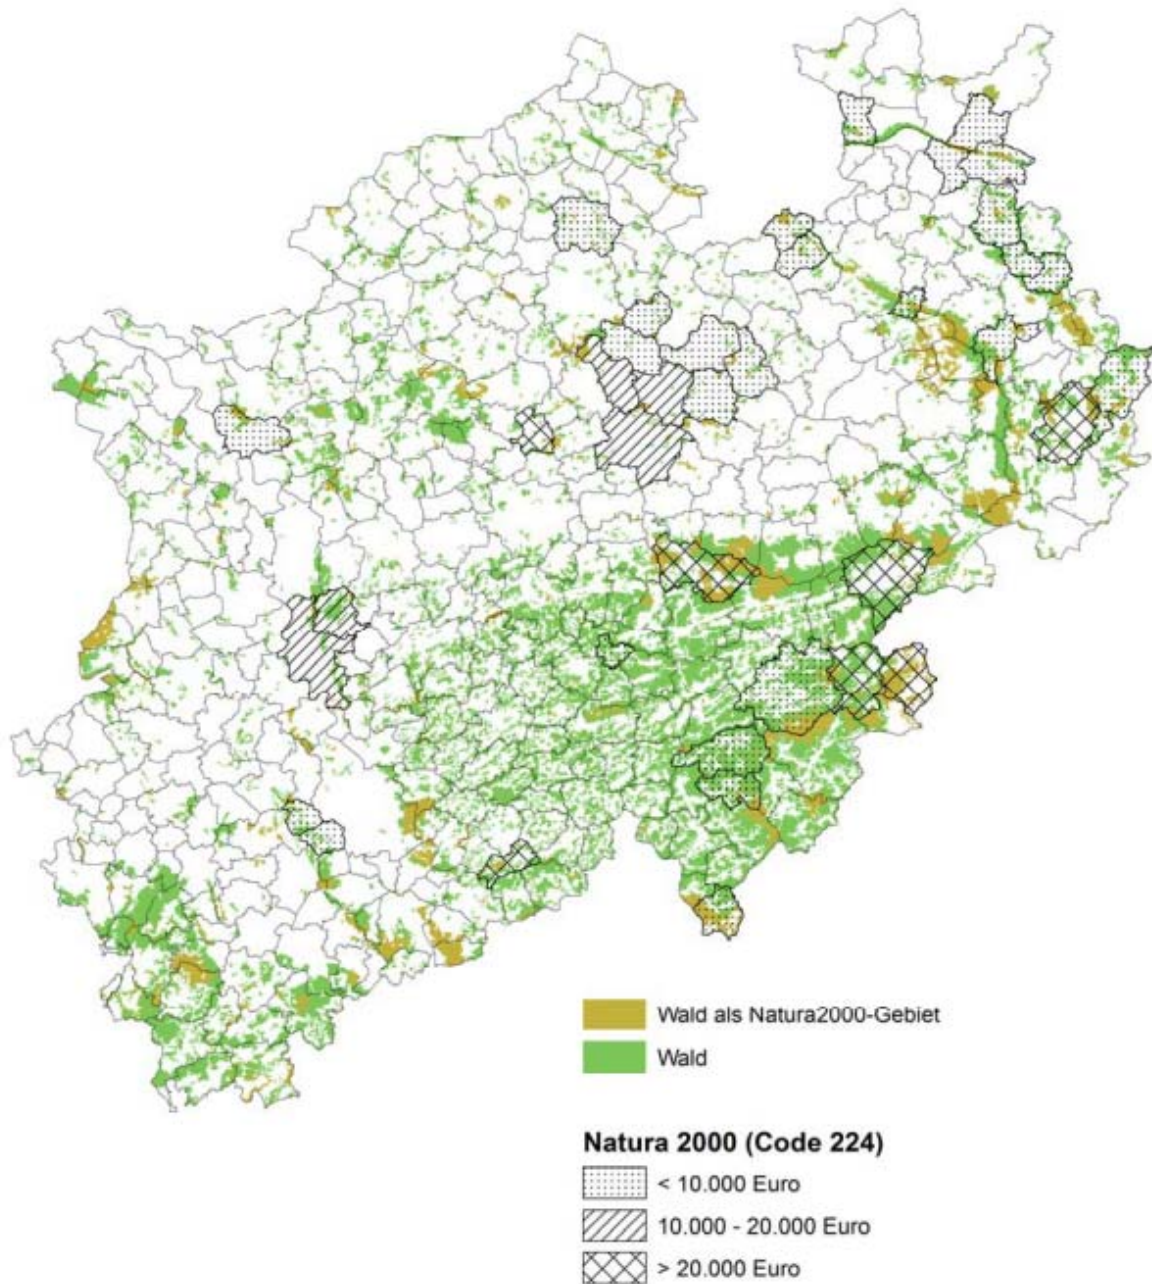 Wald als Natura2000-Gebiet
Wald
Natura 2000 (Code 224)
< 10.000 Euro
10.000 - 20.000 Euro
> 20.000 Euro